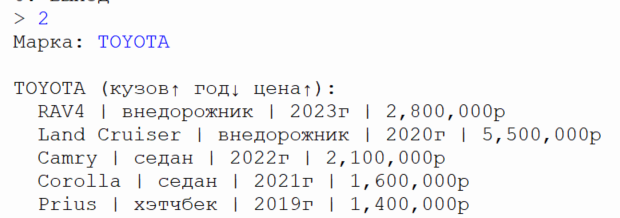 > 2
Марка: TOYOTA
TOYOTA (кузов↑ год↓ цена↑):
RAV4 | внедорожник | 2023г | 2,800,000р
Land Cruiser | внедорожник | 2020г | 5,500,000р
Camry | седан | 2022г | 2,100,000р
Corolla | седан | 2021г | 1,600,000р
Prius | хэтчбек | 2019г | 1,400,000р